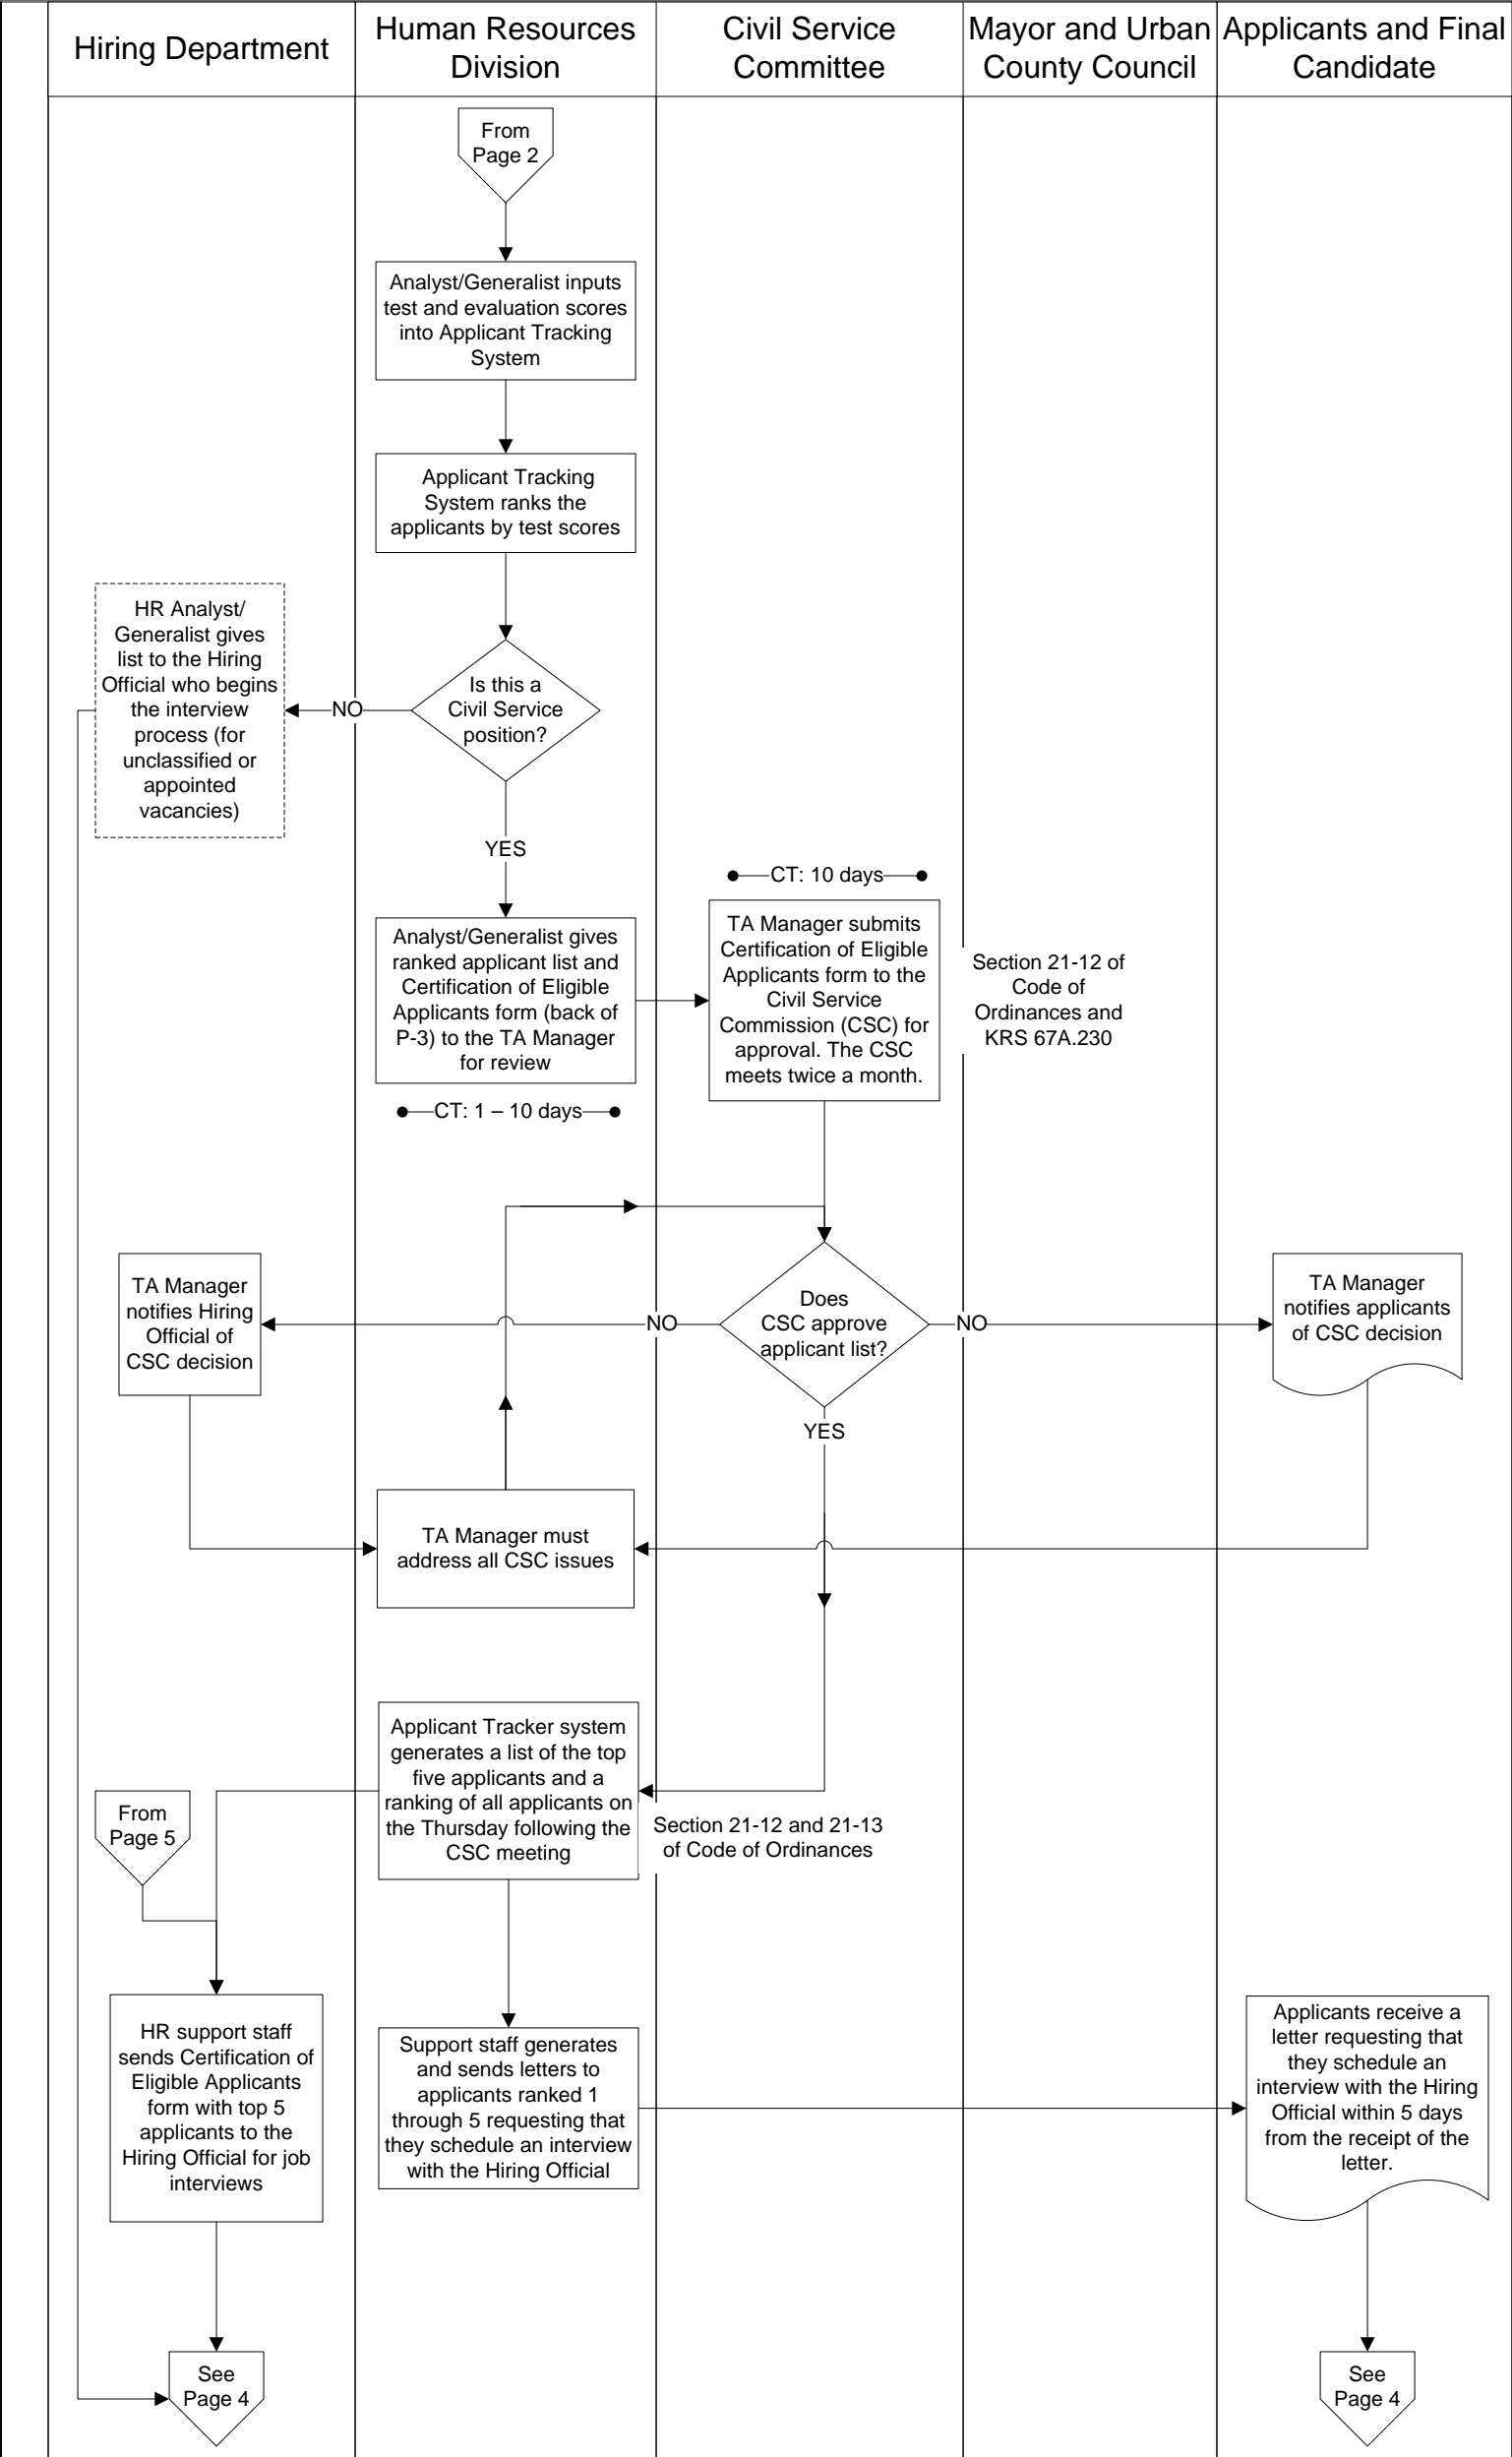 Hiring Department
Human Resources
Division
Civil Service
Committee
Mayor and Urban
County Council
Applicants and Final
Candidate
From
Page 2
Analyst/Generalist inputs
test and evaluation scores
into Applicant Tracking
System
Applicant Tracking
System ranks the
applicants by test scores
HR Analyst/
Generalist gives
list to the Hiring
Official who begins
the interview
process (for
unclassified or
appointed
vacancies)
NO
Is this a
Civil Service
position?
YES
CT: 10 days
Analyst/Generalist gives
ranked applicant list and
Certification of Eligible
Applicants form (back of
P-3) to the TA Manager
for review
CT: 1 – 10 days
TA Manager submits
Certification of Eligible
Applicants form to the
Civil Service
Commission (CSC) for
approval. The CSC
meets twice a month.
Section 21-12 of
Code of
Ordinances and
KRS 67A.230
TA Manager
notifies Hiring
Official of
CSC decision
NO
Does
CSC approve
applicant list?
NO
TA Manager
notifies applicants
of CSC decision
YES
TA Manager must
address all CSC issues
Applicant Tracker system
generates a list of the top
five applicants and a
ranking of all applicants on
the Thursday following the
CSC meeting
Section 21-12 and 21-13
of Code of Ordinances
From
Page 5
HR support staff
sends Certification of
Eligible Applicants
form with top 5
applicants to the
Hiring Official for job
interviews
Support staff generates
and sends letters to
applicants ranked 1
through 5 requesting that
they schedule an interview
with the Hiring Official
Applicants receive a
letter requesting that
they schedule an
interview with the Hiring
Official within 5 days
from the receipt of the
letter.
See
Page 4
See
Page 4